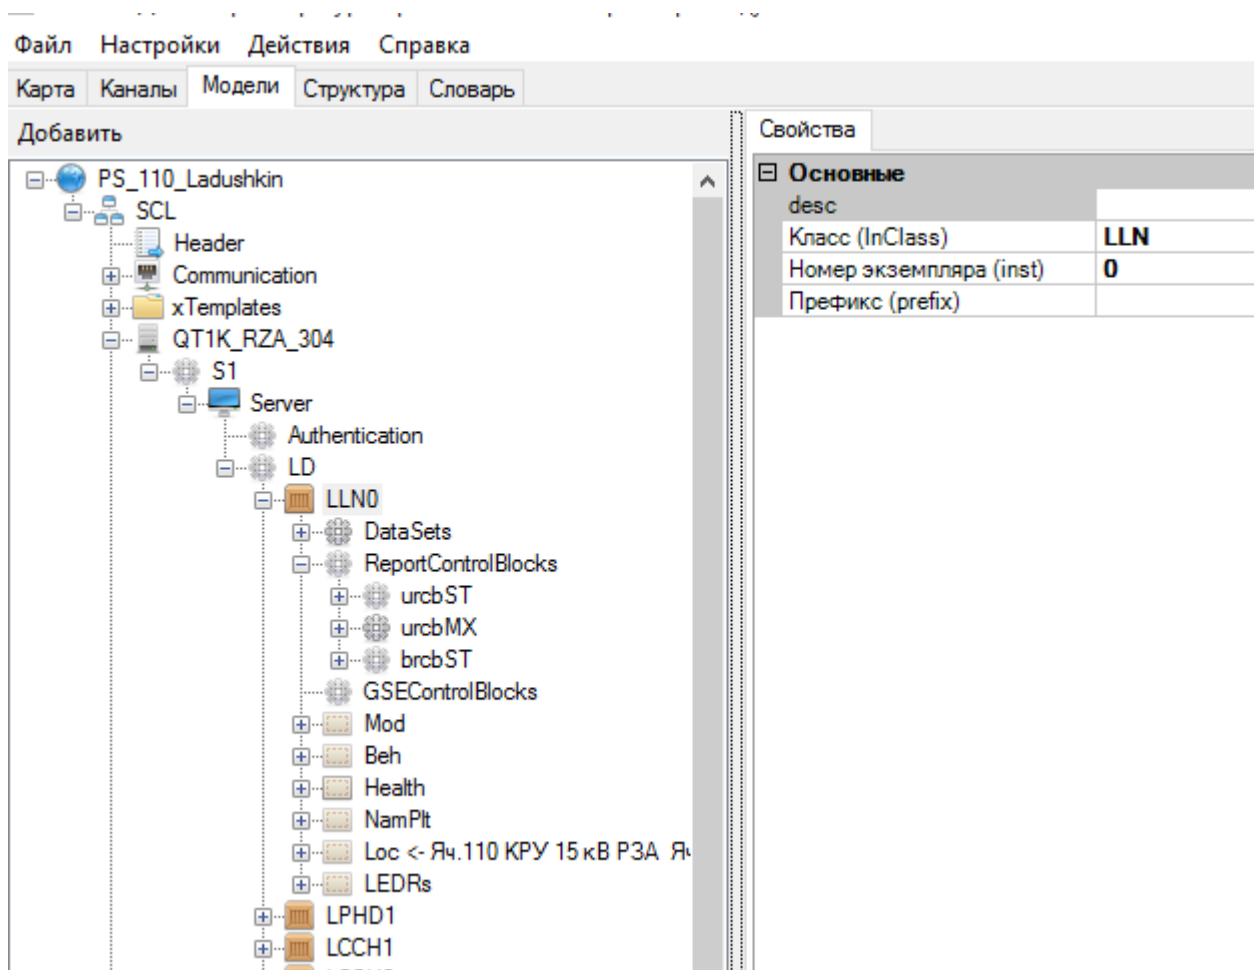 Файл Настройки Действия Справка
Карта Каналы Модели Структура Словарь
Добавить
PS_110_Ladushkin
SCL
Header
Communication
xTemplates
QT1K_RZA_304
S1
Server
Authentication
LD
LLN0
DataSets
ReportControlBlocks
urcbST
urcbMX
brcbST
GSEControlBlocks
Mod
Beh
Health
NamPlt
Loc <- Яч.110 КРУ 15 кВ РЗА Яч
LEDRs
LPHD1
LCCH1
Свойства
Основные
desc
Класс (InClass) LLN
Номер экземпляра (inst) 0
Префикс (prefix)